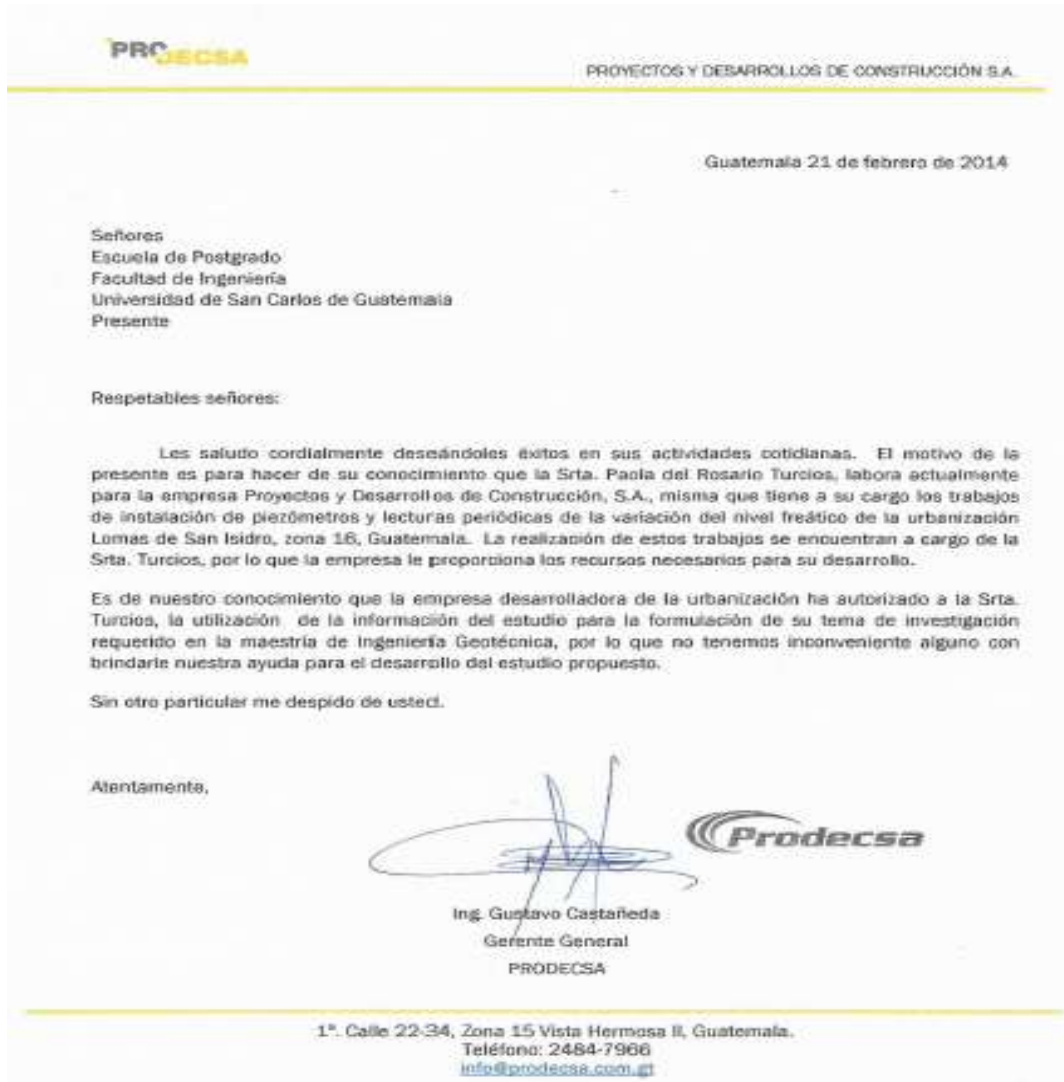 PRODECSA
PROYECTOS Y DESARROLLOS DE CONSTRUCCIÓN S.A.
Guatemala 21 de febrero de 2014
Señores
Escuela de Postgrado
Facultad de Ingeniería
Universidad de San Carlos de Guatemala
Presente
Respetables señores:
Les saludo cordialmente deseándoles éxitos en sus actividades cotidianas. El motivo de la
presente es para hacer de su conocimiento que la Srta. Paola del Rosario Turcios, labora actualmente
para la empresa Proyectos y Desarrollos de Construcción, S.A., misma que tiene a su cargo los trabajos
de instalación de piezómetros y lecturas periódicas de la variación del nivel freático de la urbanización
Lomas de San Isidro, zona 16, Guatemala. La realización de estos trabajos se encuentran a cargo de la
Srta. Turcios, por lo que la empresa le proporciona los recursos necesarios para su desarrollo.
Es de nuestro conocimiento que la empresa desarrolladora de la urbanización ha autorizado a la Srta.
Turcios, la utilización de la información del estudio para la formulación de su tema de investigación
requerido en la maestría de Ingeniería Geotécnica, por lo que no tenemos inconveniente alguno con
brindarle nuestra ayuda para el desarrollo del estudio propuesto.
Sin otro particular me despido de usted.
Atentamente,
Prodecsa
Ing. Gustavo Castañeda
Gerente General
PRODECSA
1ª. Calle 22-34, Zona 15 Vista Hermosa II, Guatemala.
Teléfono: 2484-7966
info@prodecsa.com.gt